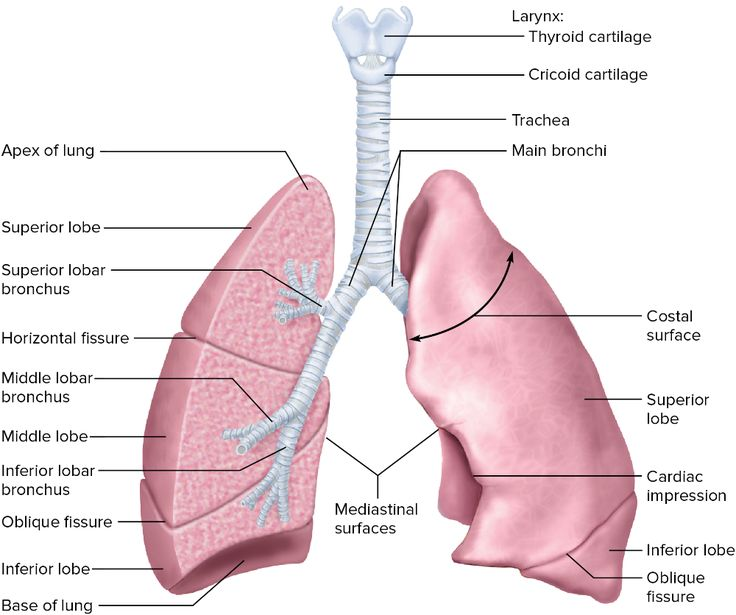 Larynx:
Thyroid cartilage
Cricoid cartilage
Trachea
Main bronchi
Apex of lung
Superior lobe
Superior lobar
bronchus
Horizontal fissure
Middle lobar
bronchus
Middle lobe
Inferior lobar
bronchus
Oblique fissure
Inferior lobe
Base of lung
Mediastinal
surfaces
Costal
surface
Superior
lobe
Cardiac
impression
Inferior lobe
Oblique
fissure